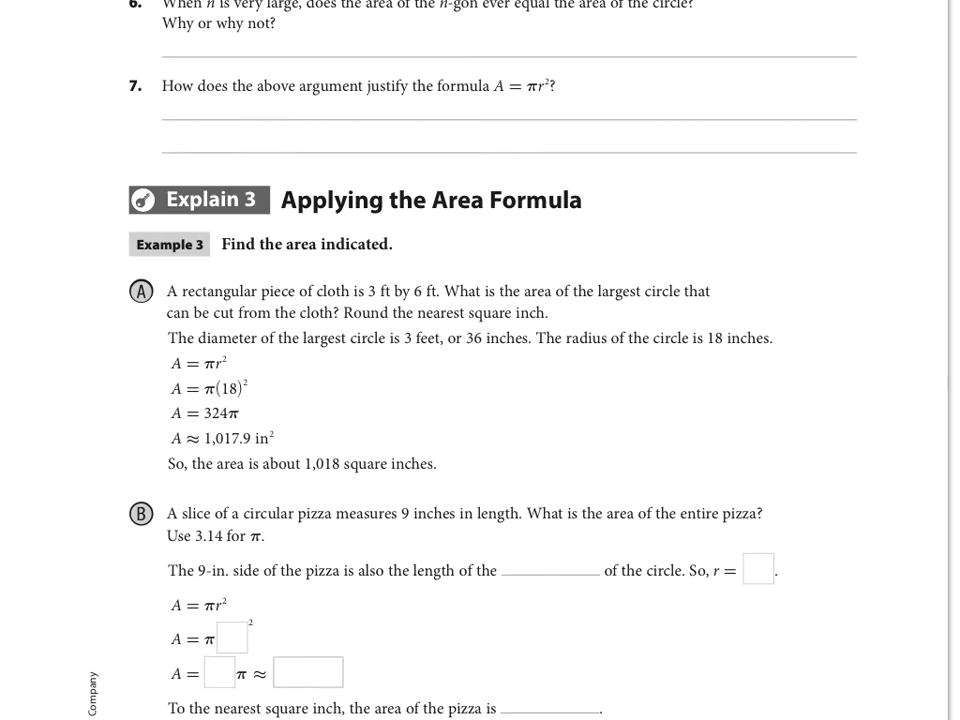 6. When n is very large, does the area of the n-gon ever equal the area of the circle?
Why or why not?
7. How does the above argument justify the formula A = πr²?
Explain 3 Applying the Area Formula
Example 3 Find the area indicated.
A A rectangular piece of cloth is 3 ft by 6 ft. What is the area of the largest circle that
can be cut from the cloth? Round the nearest square inch.
The diameter of the largest circle is 3 feet, or 36 inches. The radius of the circle is 18 inches.
A = πr²
A = π(18)²
A = 324π
A ≈ 1,017.9 in²
So, the area is about 1,018 square inches.
B A slice of a circular pizza measures 9 inches in length. What is the area of the entire pizza?
Use 3.14 for π.
The 9-in. side of the pizza is also the length of the ____________ of the circle. So, r = .
A = πr²
A = π ²
A = π ≈
To the nearest square inch, the area of the pizza is ____________.
Company